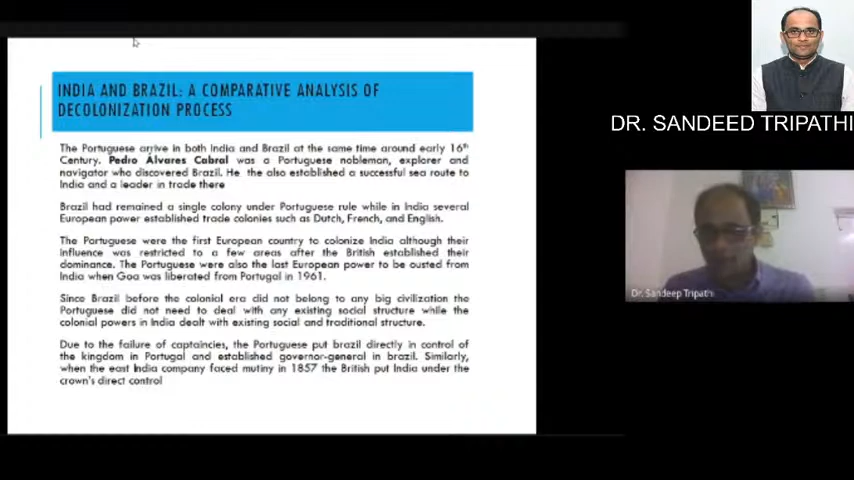 INDIA AND BRAZIL: A COMPARATIVE ANALYSIS OF
DECOLONIZATION PROCESS
The Portuguese arrive in both India and Brazil at the same time around early 16th
Century. Pedro Álvares Cabral was a Portuguese nobleman, explorer and
navigator who discovered Brazil. He the also established a successful sea route to
India and a leader in trade there
Brazil had remained a single colony under Portuguese rule while in India several
European power established trade colonies such as Dutch, French, and English.
The Portuguese were the first European country to colonize India although their
influence was restricted to a few areas after the British established their
dominance. The Portuguese were also the last European power to be ousted from
India when Goa was liberated from Portugal in 1961.
Since Brazil before the colonial era did not belong to any big civilization the
Portuguese did not need to deal with any existing social structure while the
colonial powers in India dealt with existing social and traditional structure.
Due to the failure of captaincies, the Portuguese put brazil directly in control of
the kingdom in Portugal and established governor-general in brazil. Similarly,
when the east India company faced mutiny in 1857 the British put India under the
crown's direct control
DR. SANDEED TRIPATHI
Dr. Sandeep Tripathi